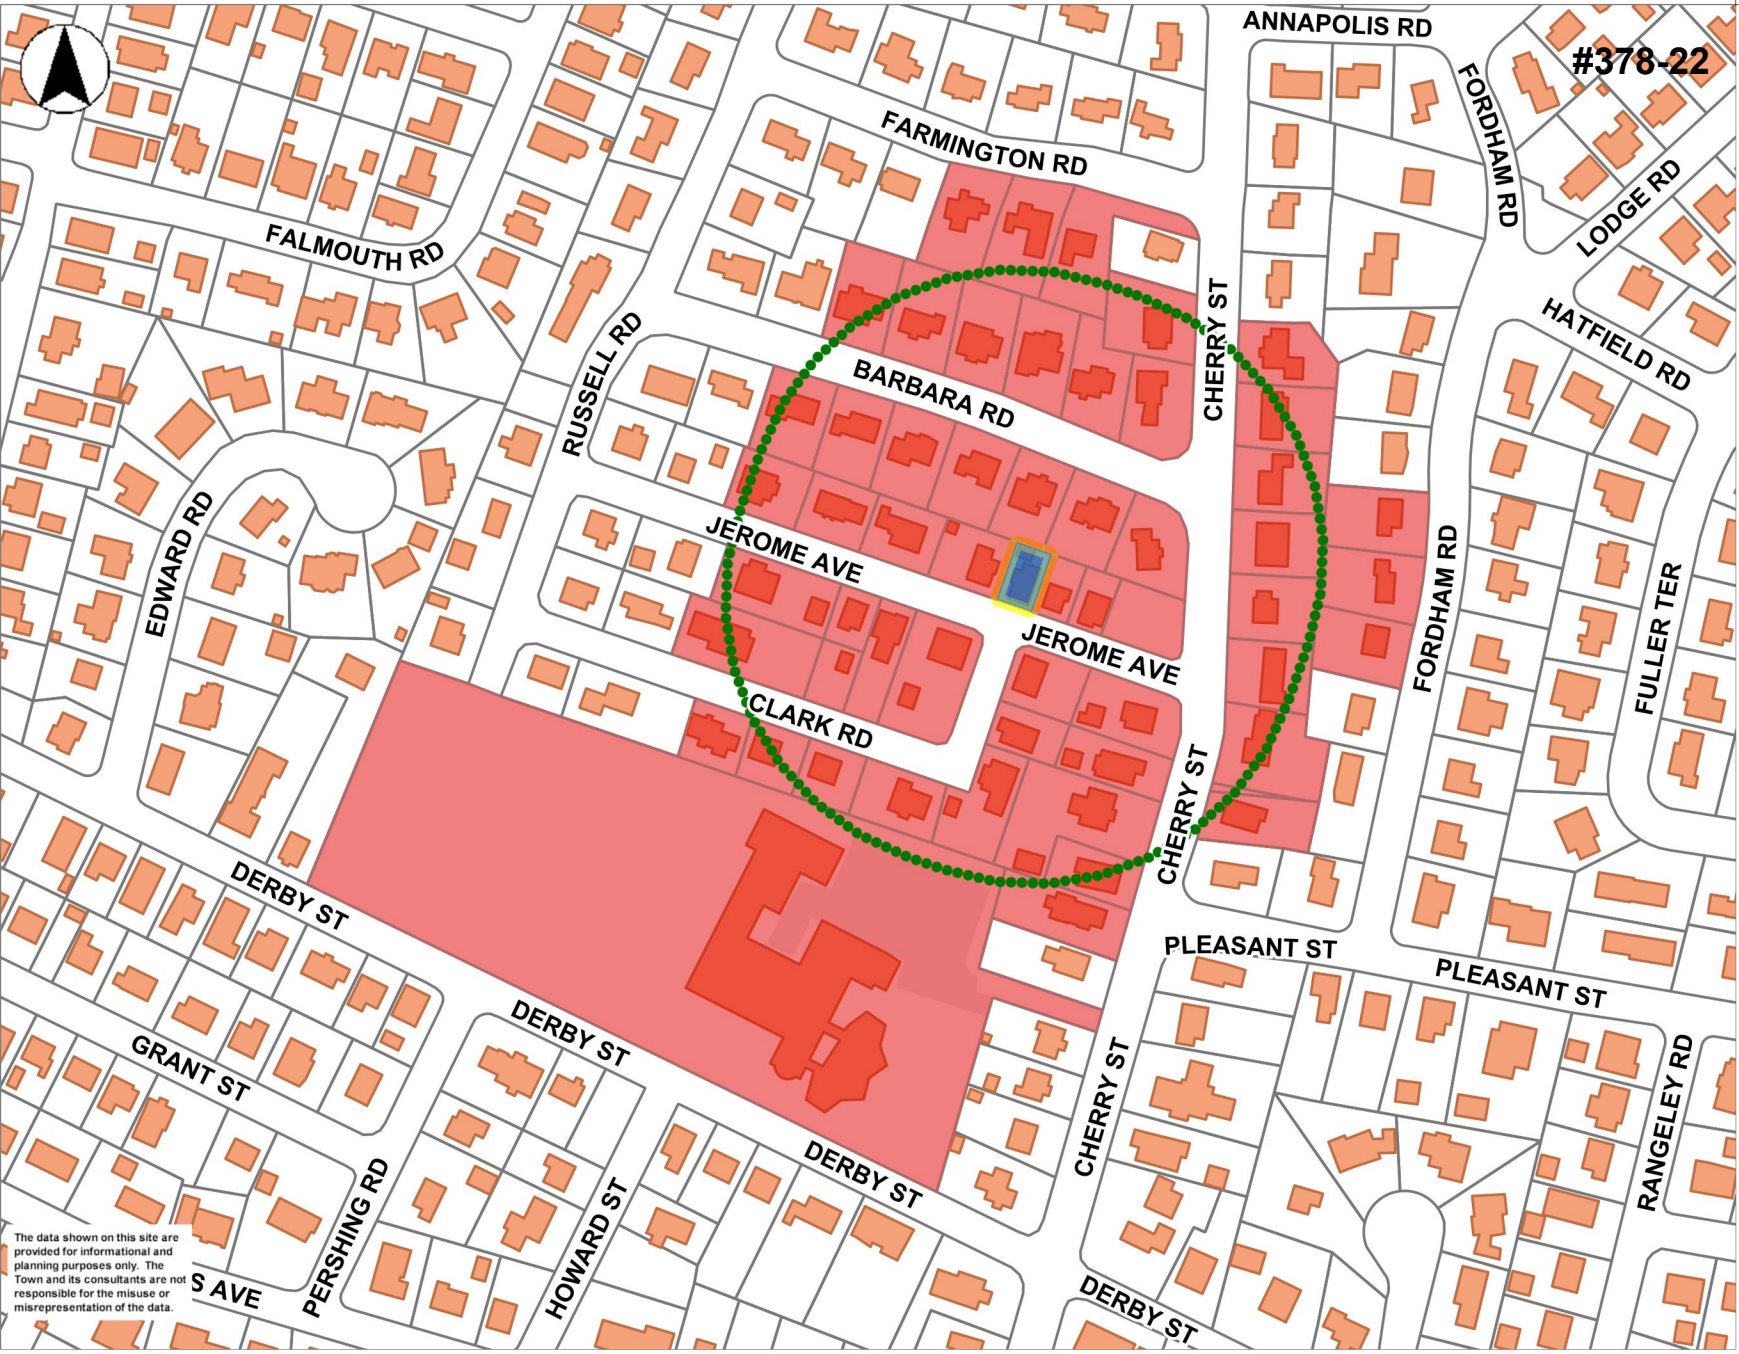 ANNAPOLIS RD
#378-22
FORDHAM RD
FARMINGTON RD
LODGE RD
FALMOUTH RD
CHERRY ST
HATFIELD RD
RUSSELL RD
BARBARA RD
EDWARD RD
JEROME AVE
FORDHAM RD
FULLER TER
JEROME AVE
CLARK RD
CHERRY ST
DERBY ST
PLEASANT ST
PLEASANT ST
DERBY ST
GRANT ST
CHERRY ST
RANGELEY RD
DERBY ST
PERSHING RD
HOWARD ST
The data shown on this site are
provided for informational and
planning purposes only. The
Town and its consultants are not
responsible for the misuse or
misrepresentation of the data.
S AVE
DERBY ST